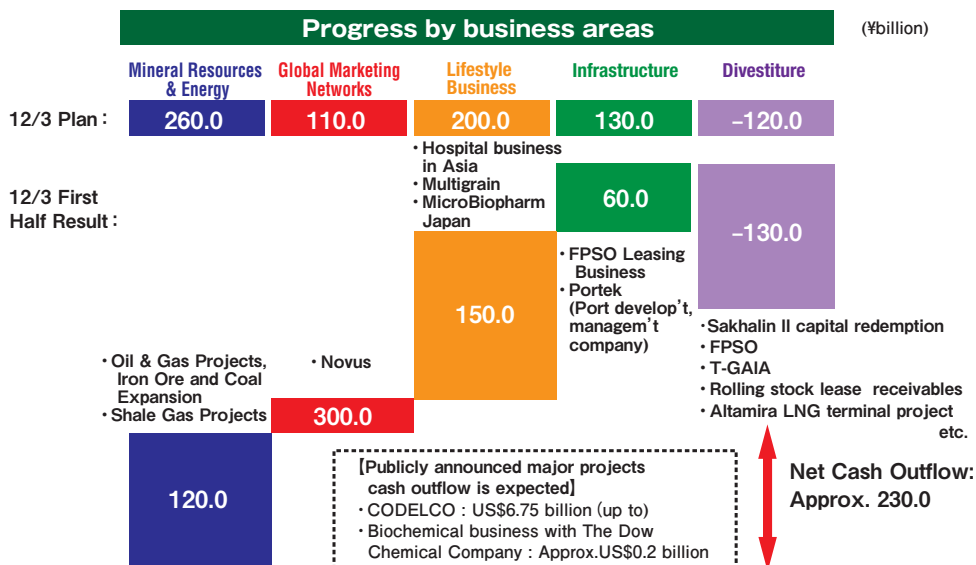 Progress by business areas
(¥billion)
Mineral Resources
& Energy
Global Marketing
Networks
Lifestyle
Business
Infrastructure
Divestiture
12/3 Plan :
260.0
110.0
200.0
130.0
−120.0
12/3 First
Half Result :
・Hospital business
in Asia
・Multigrain
・MicroBiopharm
Japan
60.0
−130.0
・FPSO Leasing
Business
・Portek
(Port develop't,
managem't
company)
150.0
・Sakhalin II capital redemption
・FPSO
・T-GAIA
・Rolling stock lease receivables
・Altamira LNG terminal project
etc.
・Oil & Gas Projects,
Iron Ore and Coal
Expansion
・Shale Gas Projects
・Novus
300.0
120.0
【Publicly announced major projects
cash outflow is expected】
・CODELCO : US$6.75 billion (up to)
・Biochemical business with The Dow
Chemical Company : Approx.US$0.2 billion
Net Cash Outflow:
Approx. 230.0